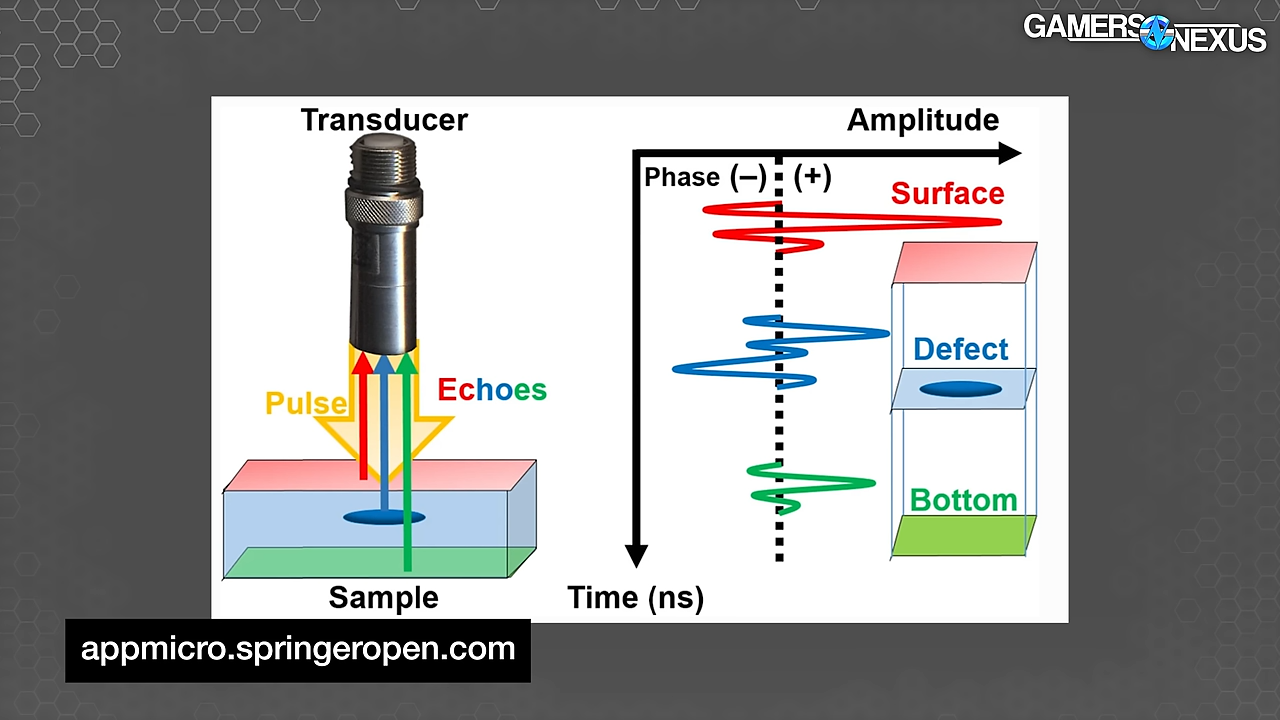 GAMERS NEXUS
Transducer
Amplitude
Phase (–) (+)
Surface
Pulse
Echoes
Defect
Bottom
Sample
Time (ns)
appmicro.springeropen.com